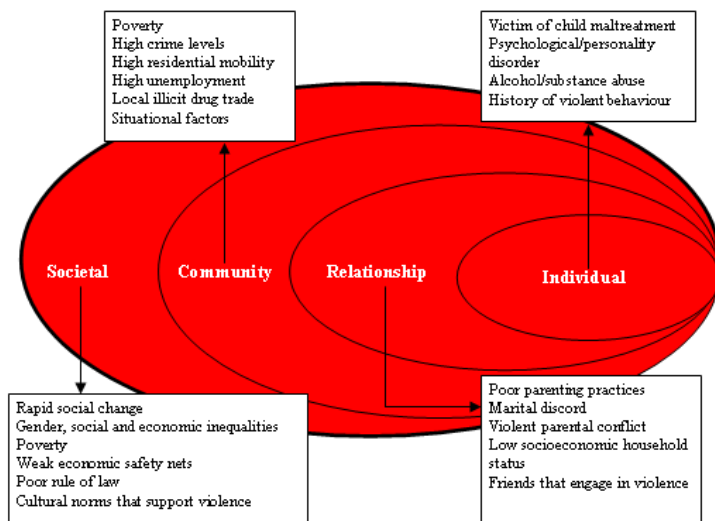 Poverty
High crime levels
High residential mobility
High unemployment
Local illicit drug trade
Situational factors
Victim of child maltreatment
Psychological/personality
disorder
Alcohol/substance abuse
History of violent behaviour
Societal
Community
Relationship
Individual
Rapid social change
Gender, social and economic inequalities
Poverty
Weak economic safety nets
Poor rule of law
Cultural norms that support violence
Poor parenting practices
Marital discord
Violent parental conflict
Low socioeconomic household
status
Friends that engage in violence